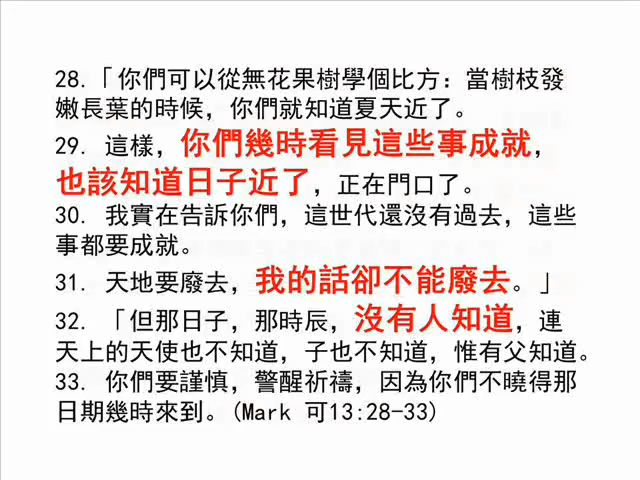 28.「你們可以從無花果樹學個比方：當樹枝發
嫩長葉的時候，你們就知道夏天近了。
29. 這樣，你們幾時看見這些事成就，
也該知道日子近了，正在門口了。
30. 我實在告訴你們，這世代還沒有過去，這些
事都要成就。
31. 天地要廢去，我的話卻不能廢去。」
32. 「但那日子，那時辰，沒有人知道，連
天上的天使也不知道，子也不知道，惟有父知道。
33. 你們要謹慎，警醒祈禱，因為你們不曉得那
日期幾時來到。(Mark 可13:28-33)